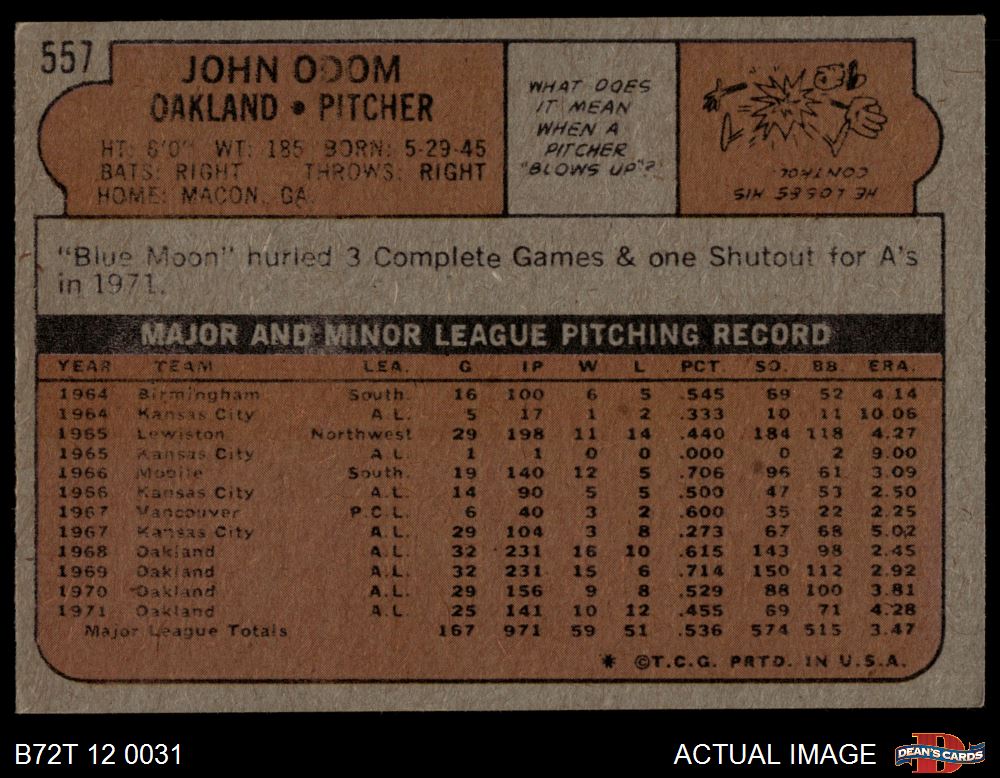 557
JOHN ODOM
OAKLAND • PITCHER
HT: 6'0" WT: 185 BORN: 5-29-45
BATS: RIGHT THROWS: RIGHT
HOME: MACON, GA.
WHAT DOES
IT MEAN
WHEN A
PITCHER
"BLOWS UP"?
HE LOSES HIS
CONTROL.
"Blue Moon" hurled 3 Complete Games & one Shutout for A's
in 1971.
MAJOR AND MINOR LEAGUE PITCHING RECORD
YEAR TEAM LEA. G IP W L PCT. SO. BB. ERA.
1964 Birmingham South. 16 100 6 5 .545 69 52 4.14
1964 Kansas City A.L. 5 17 1 2 .333 10 11 10.06
1965 Lewiston Northwest 29 198 11 14 .440 184 118 4.27
1965 Kansas City A.L. 1 1 0 0 .000 0 2 9.00
1966 Mobile South. 19 140 12 5 .706 96 61 3.09
1966 Kansas City A.L. 14 90 5 5 .500 47 53 2.50
1967 Vancouver P.C.L. 6 40 3 2 .600 35 22 2.25
1967 Kansas City A.L. 29 104 3 8 .273 67 68 5.02
1968 Oakland A.L. 32 231 16 10 .615 143 98 2.45
1969 Oakland A.L. 32 231 15 6 .714 150 112 2.92
1970 Oakland A.L. 29 156 9 8 .529 88 100 3.81
1971 Oakland A.L. 25 141 10 12 .455 69 71 4.28
Major League Totals 167 971 59 51 .536 574 515 3.47
* ©T.C.G. PRTD. IN U.S.A.
B72T 12 0031
ACTUAL IMAGE
DEAN'S CARDS